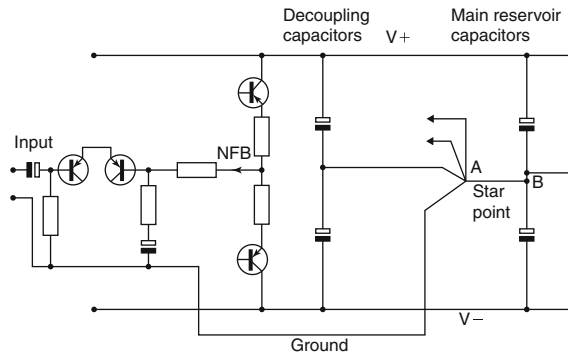 Decoupling
capacitors
Main reservoir
capacitors
V+
Input
NFB
A
B
Star
point
V−
Ground